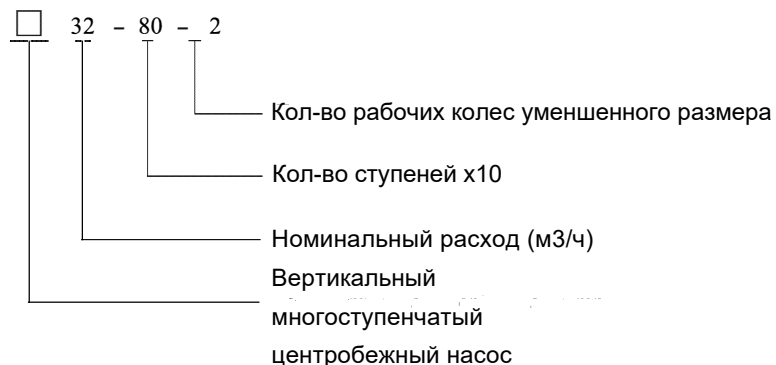 32 - 80 - 2
Кол-во рабочих колес уменьшенного размера
Кол-во ступеней x10
Номинальный расход (м3/ч)
Вертикальный
многоступенчатый
центробежный насос